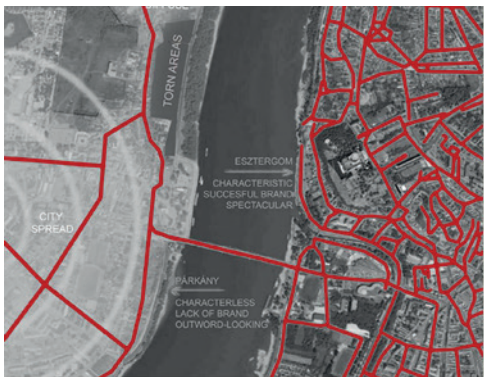 TORN AREAS
ESZTERGOM
CHARACTERISTIC
SUCCESFUL BRAND
SPECTACULAR
CITY
SPREAD
PÁRKÁNY
CHARACTERLESS
LACK OF BRAND
OUTWORD-LOOKING